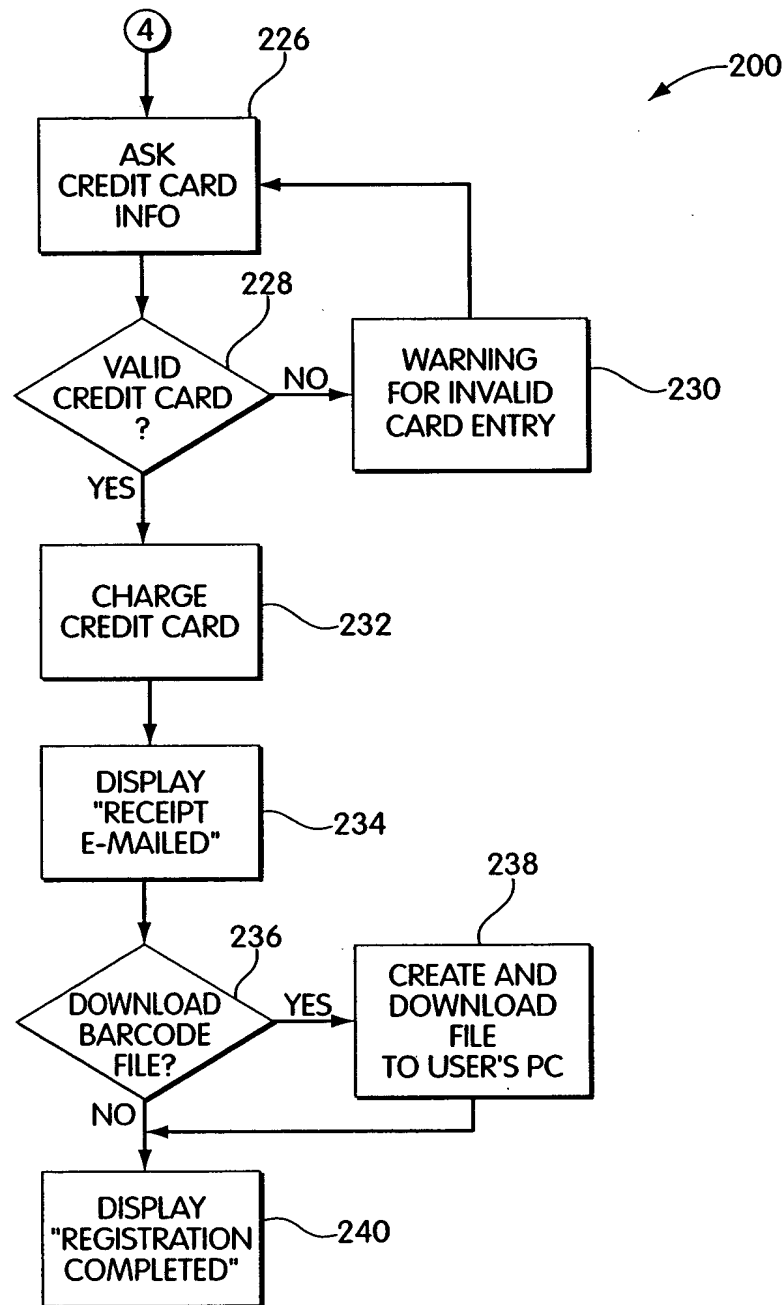 4
226
200
ASK
CREDIT CARD
INFO
228
VALID
CREDIT CARD
?
NO
WARNING
FOR INVALID
CARD ENTRY
230
YES
CHARGE
CREDIT CARD
232
DISPLAY
"RECEIPT
E-MAILED"
234
238
236
DOWNLOAD
BARCODE
FILE?
YES
CREATE AND
DOWNLOAD
FILE
TO USER'S PC
NO
DISPLAY
"REGISTRATION
COMPLETED"
240